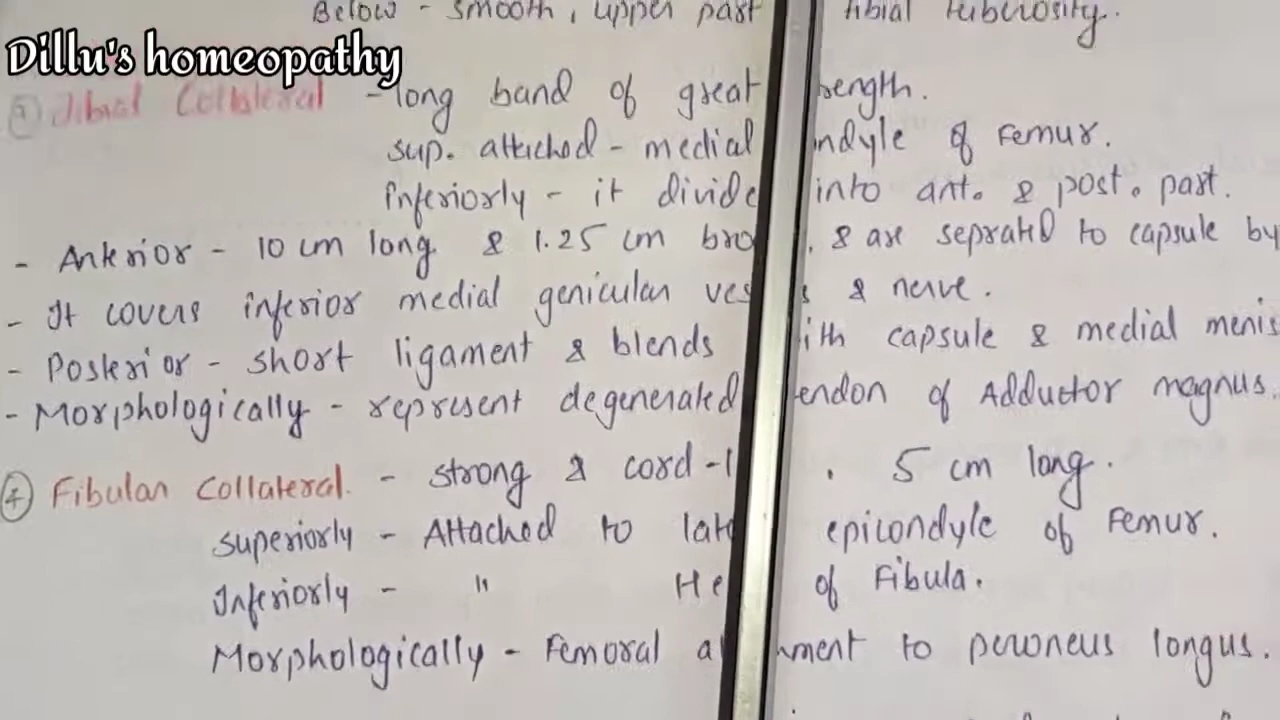 Below - smooth, upper part tibial tuberosity.
Dillu's homeopathy
Tibial Collateral - long band of great rength.
sup. attached - medial ndyle of Femur.
inferiorly - it divide into ant. & post. part.
- Anterior - 10 cm long & 1.25 cm bro , & are seprated to capsule by
- It covers inferior medial genicular ves s & nerve.
- Posterior - short ligament & blends ith capsule & medial menis
- Morphologically - represent degenerated endon of Adductor magnus.
④ Fibular Collateral. - strong & cord-l . 5 cm long.
Superiorly - Attached to late epicondyle of Femur.
Inferiorly - " He of Fibula.
Morphologically - Femoral a hment to peroneus longus.